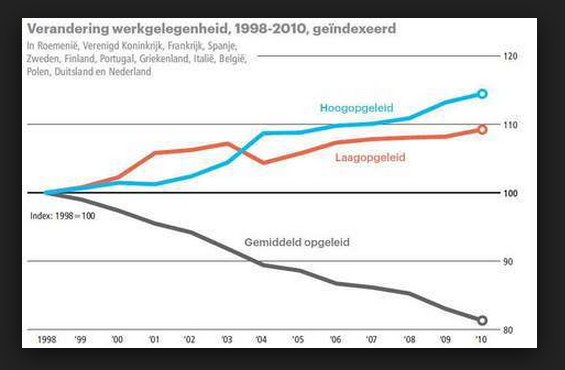 Verandering werkgelegenheid, 1998-2010, geïndexeerd
In Roemenië, Verenigd Koninkrijk, Frankrijk, Spanje,
Zweden, Finland, Portugal, Griekenland, Italië, België,
Polen, Duitsland en Nederland
120
Hoogopgeleid
110
Laagopgeleid
100
Index: 1998=100
Gemiddeld opgeleid
90
80
1998 '99 '00 '01 '02 '03 '04 '05 '06 '07 '08 '09 '10